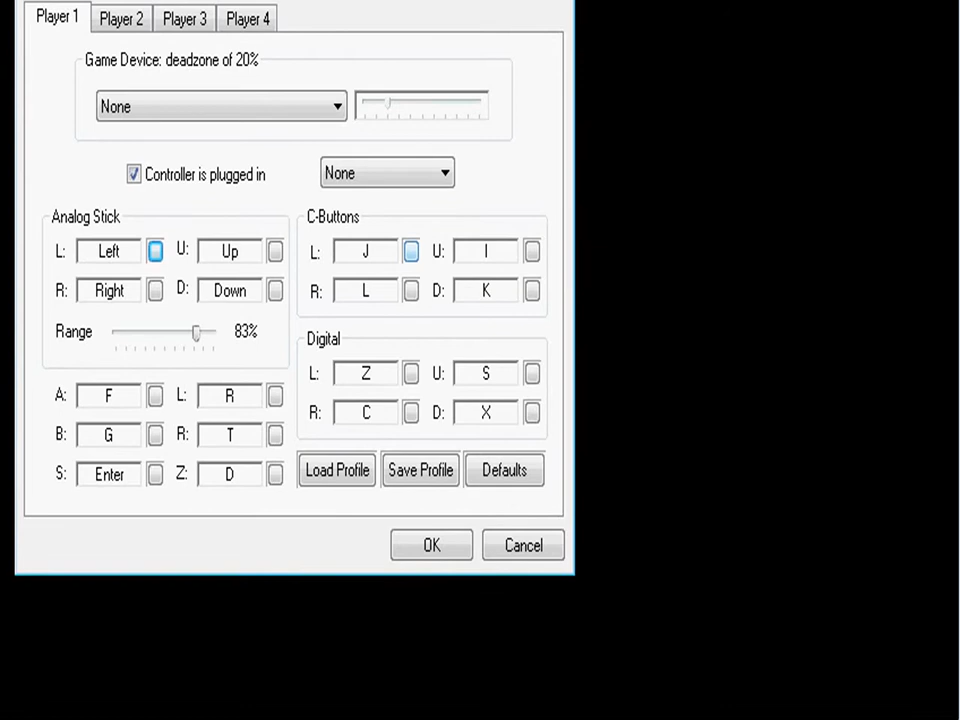 Player 1 Player 2 Player 3 Player 4
Game Device: deadzone of 20%
None
Controller is plugged in None
Analog Stick
L: Left U: Up
R: Right D: Down
Range 83%
C-Buttons
L: J U: I
R: L D: K
Digital
L: Z U: S
R: C D: X
A: F L: R
B: G R: T
S: Enter Z: D
Load Profile Save Profile Defaults
OK Cancel